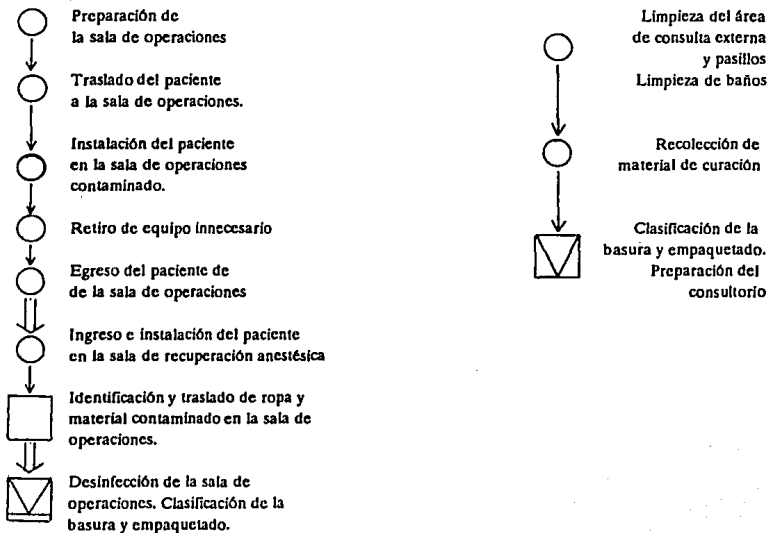 Preparación de
la sala de operaciones
Traslado del paciente
a la sala de operaciones.
Instalación del paciente
en la sala de operaciones
contaminado.
Retiro de equipo innecesario
Egreso del paciente de
de la sala de operaciones
Ingreso e instalación del paciente
en la sala de recuperación anestésica
Identificación y traslado de ropa y
material contaminado en la sala de
operaciones.
Desinfección de la sala de
operaciones. Clasificación de la
basura y empaquetado.
Limpieza del área
de consulta externa
y pasillos
Limpieza de baños
Recolección de
material de curación
Clasificación de la
basura y empaquetado.
Preparación del
consultorio